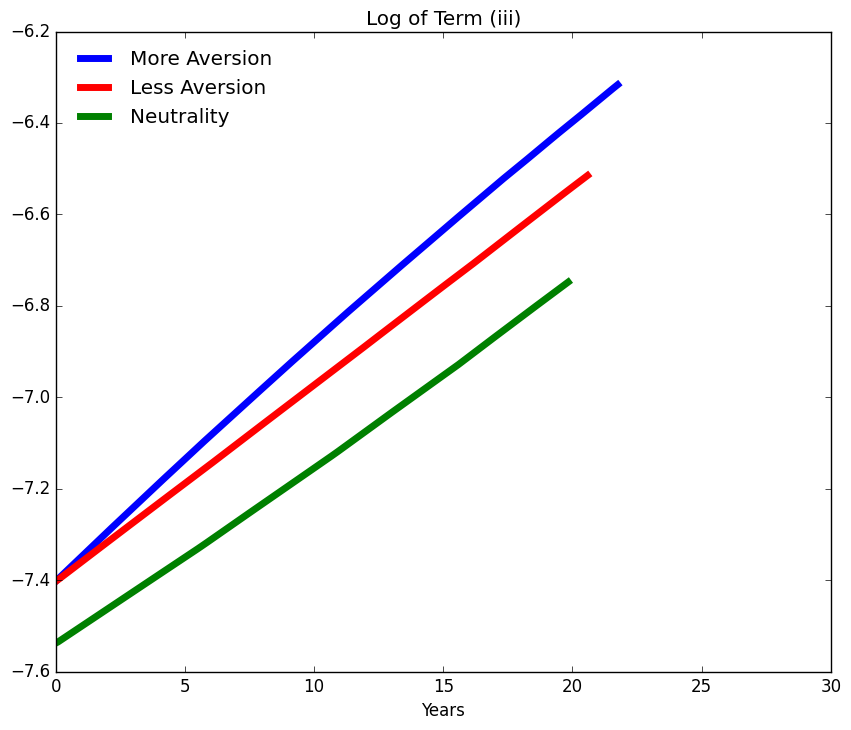 Log of Term (iii)
−6.2
More Aversion
Less Aversion
Neutrality
−6.4
−6.6
−6.8
−7.0
−7.2
−7.4
−7.6
0 5 10 15 20 25 30
Years